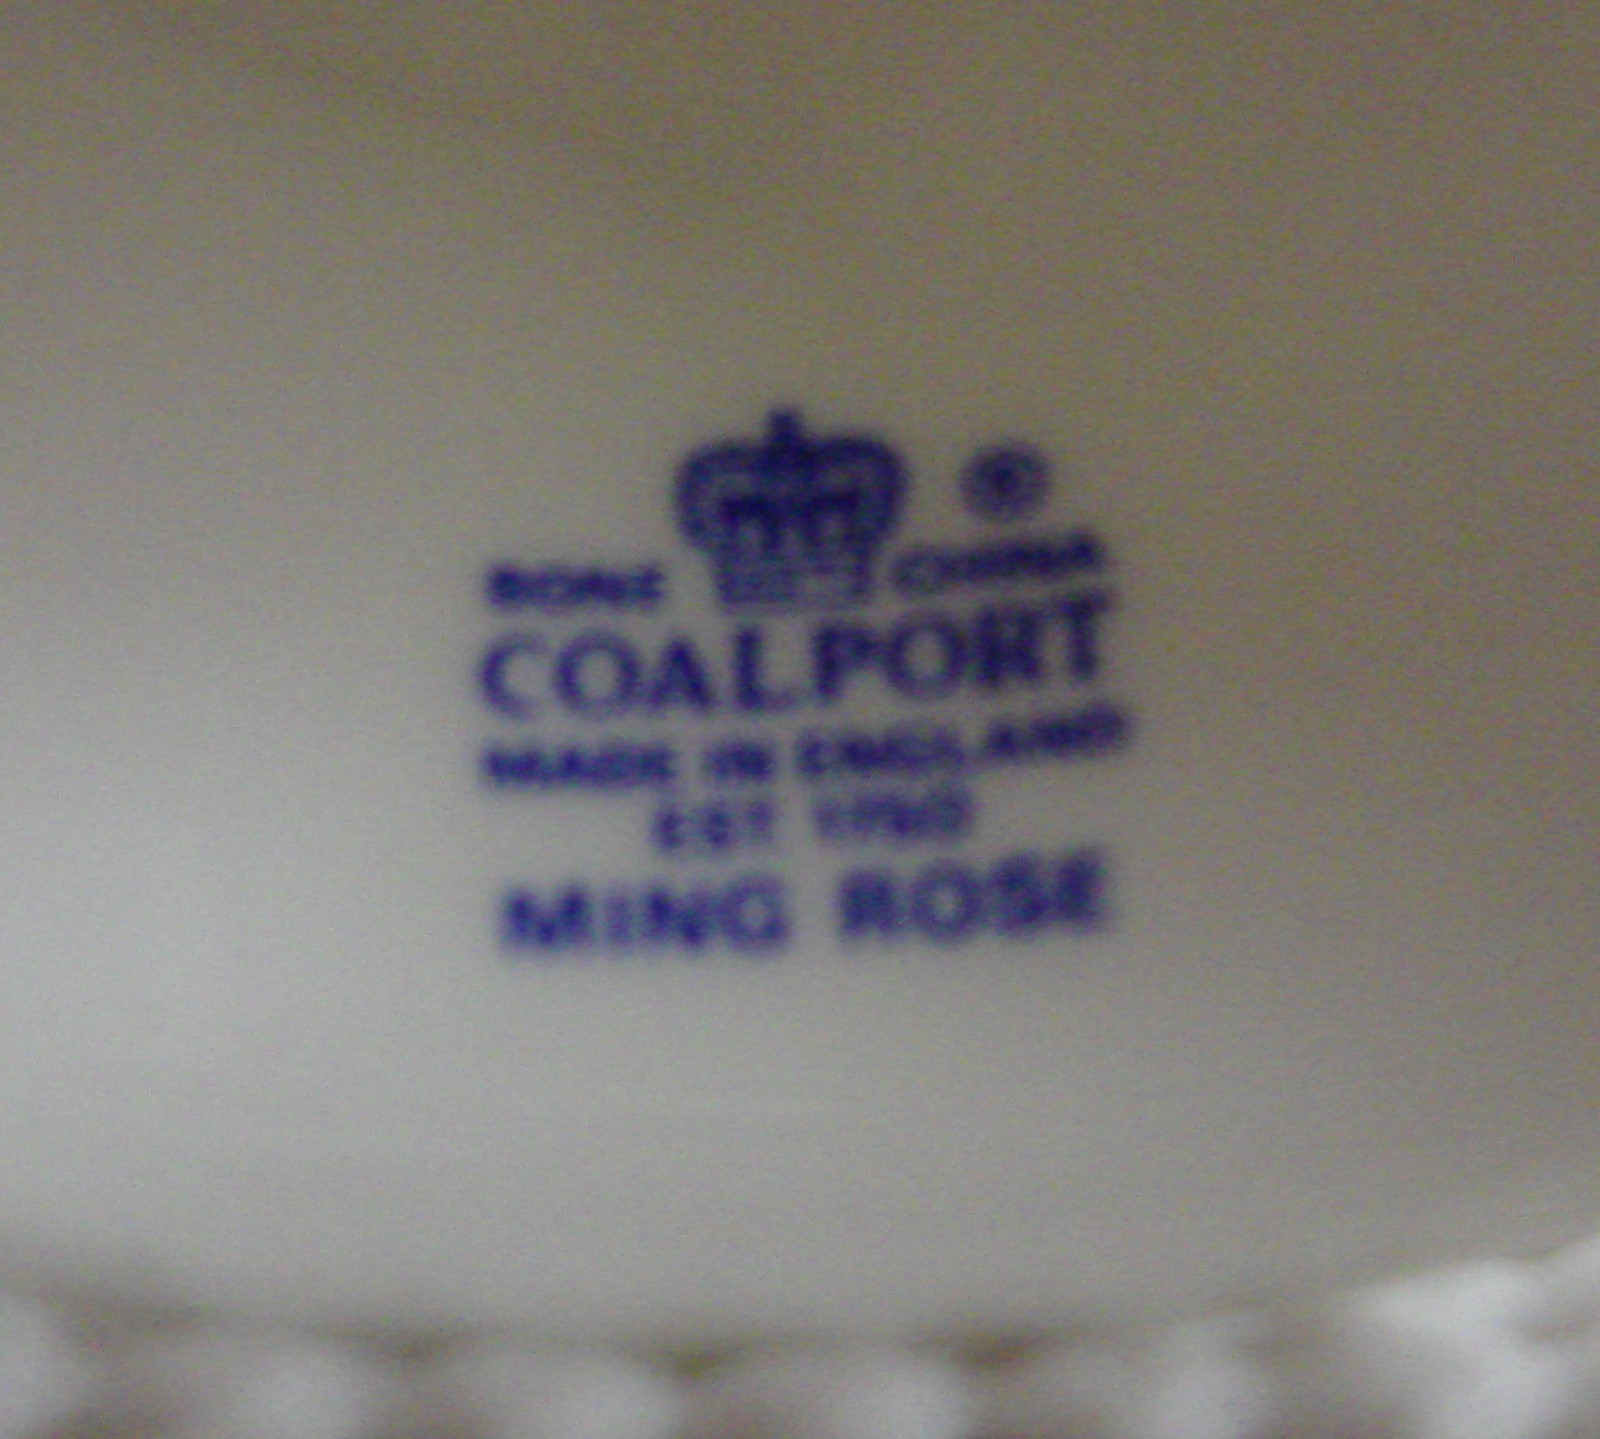 BONE CHINA
COALPORT
MADE IN ENGLAND
EST 1750
MING ROSE